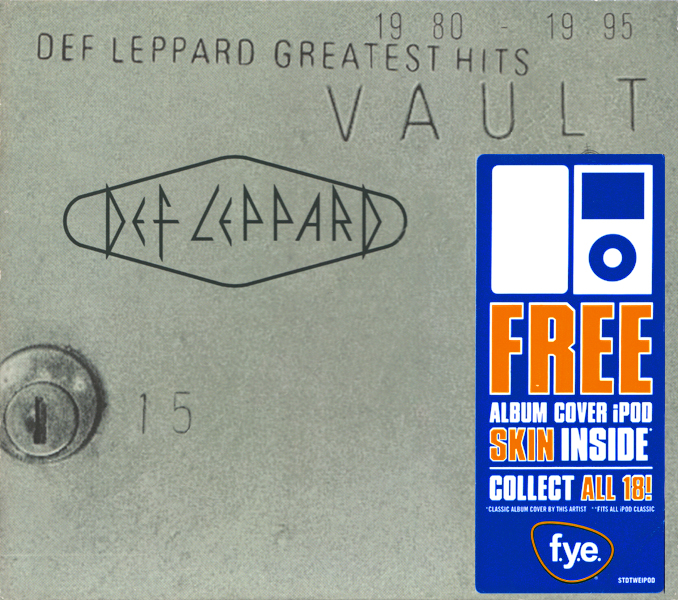 19 80 - 19 95
DEF LEPPARD GREATEST HITS
VAULT
DEF LEPPARD
15
FREE
ALBUM COVER iPOD
SKIN INSIDE*
COLLECT ALL 18!
*CLASSIC ALBUM COVER BY THIS ARTIST **FITS ALL iPOD CLASSIC
f.y.e.®
STDTWEIPOD